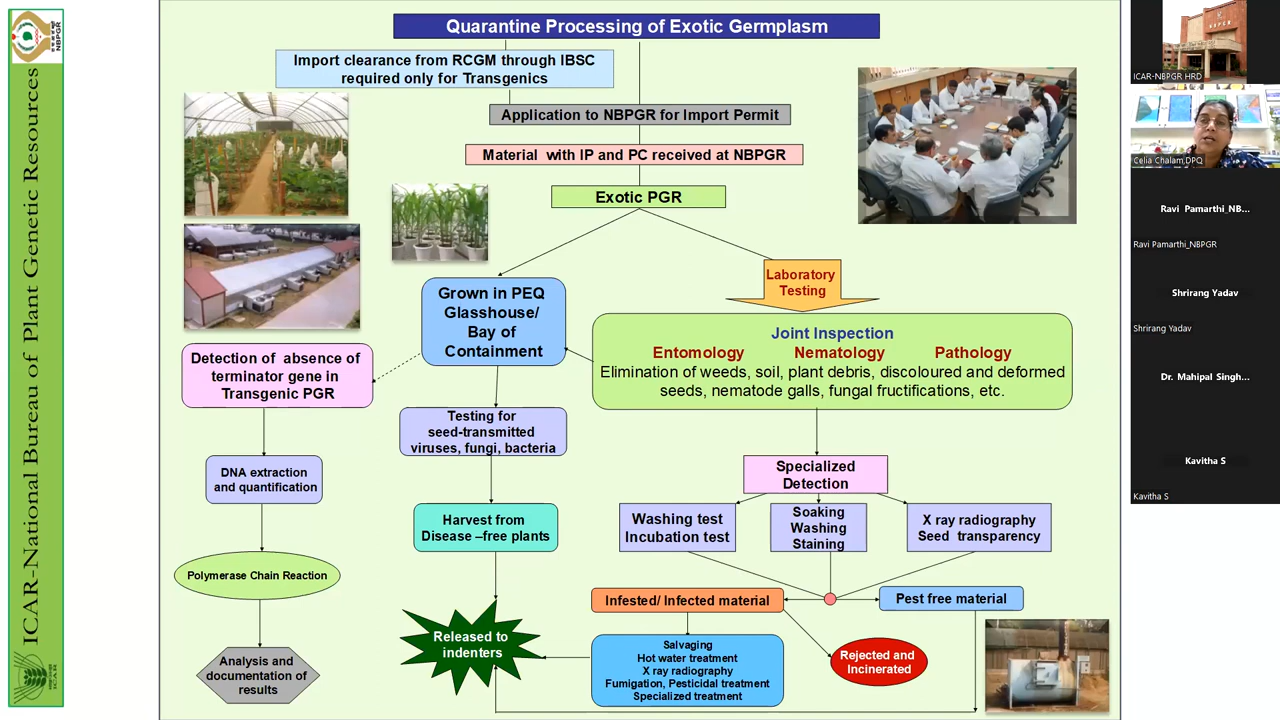 Quarantine Processing of Exotic Germplasm
Import clearance from RCGM through IBSC
required only for Transgenics
Application to NBPGR for Import Permit
Material with IP and PC received at NBPGR
Exotic PGR
Grown in PEQ
Glasshouse/
Bay of
Containment
Laboratory
Testing
Joint Inspection
Entomology Nematology Pathology
Elimination of weeds, soil, plant debris, discoloured and deformed
seeds, nematode galls, fungal fructifications, etc.
Detection of absence of
terminator gene in
Transgenic PGR
Testing for
seed-transmitted
viruses, fungi, bacteria
DNA extraction
and quantification
Harvest from
Disease –free plants
Polymerase Chain Reaction
Analysis and
documentation of
results
Released to
indenters
Specialized
Detection
Washing test
Incubation test
Soaking
Washing
Staining
X ray radiography
Seed transparency
Infested/ Infected material
Pest free material
Salvaging
Hot water treatment
X ray radiography
Fumigation, Pesticidal treatment
Specialized treatment
Rejected and
Incinerated
ICAR-National Bureau of Plant Genetic Resources
NBPGR
ICAR-NBPGR HRD
Celia Chalam,DPQ
Ravi Pamarthi_NB...
Ravi Pamarthi_NBPGR
Shrirang Yadav
Shrirang Yadav
Dr. Mahipal Singh...
Kavitha S
Kavitha S